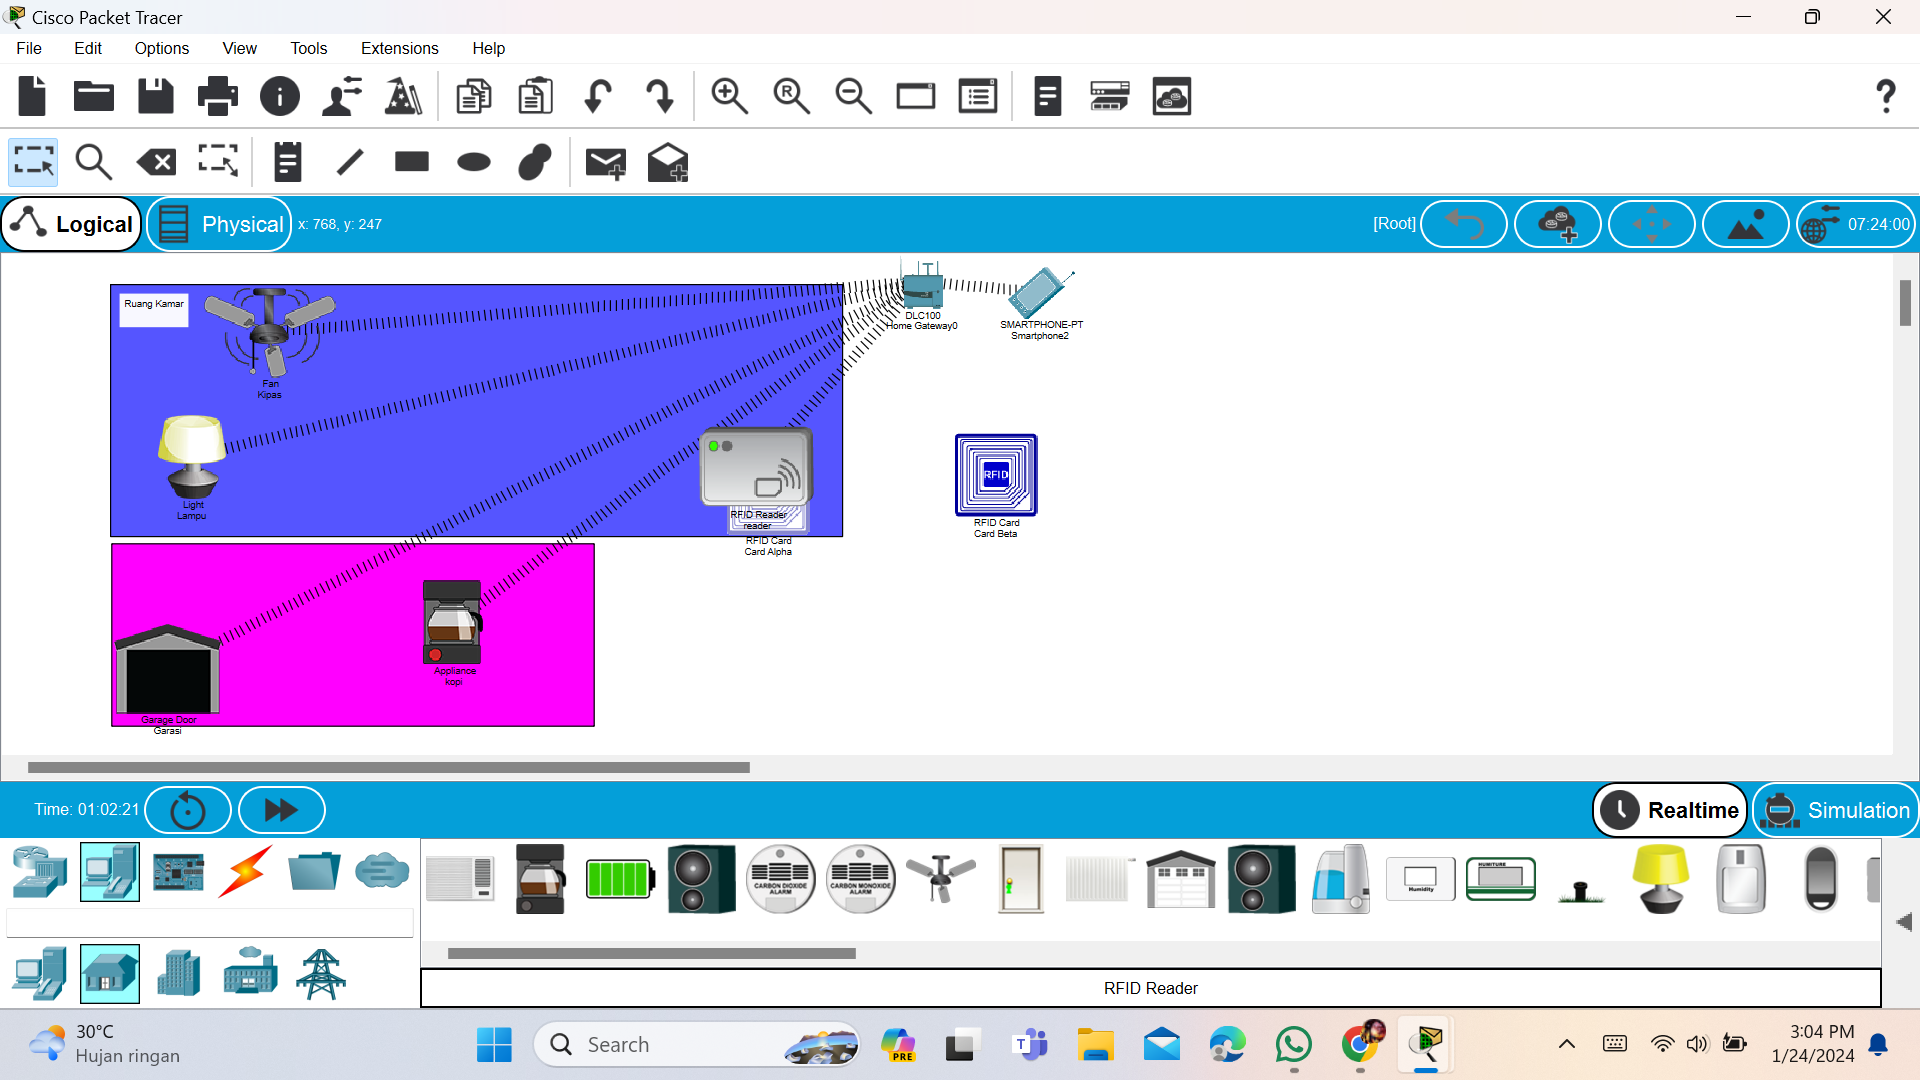 Cisco Packet Tracer
File Edit Options View Tools Extensions Help
Logical
Physical
x: 768, y: 247
[Root]
07:24:00
Ruang Kamar
Fan
Kipas
Light
Lampu
DLC100
Home Gateway0
SMARTPHONE-PT
Smartphone2
RFID Reader
reader
RFID Card
Card Alpha
RFID
RFID Card
Card Beta
Appliance
kopi
Garage Door
Garasi
Time: 01:02:21
Realtime
Simulation
CARBON DIOXIDE
ALARM
CARBON MONOXIDE
ALARM
Humidity
HUMITURE
RFID Reader
30°C
Hujan ringan
Search
PRE
3:04 PM
1/24/2024